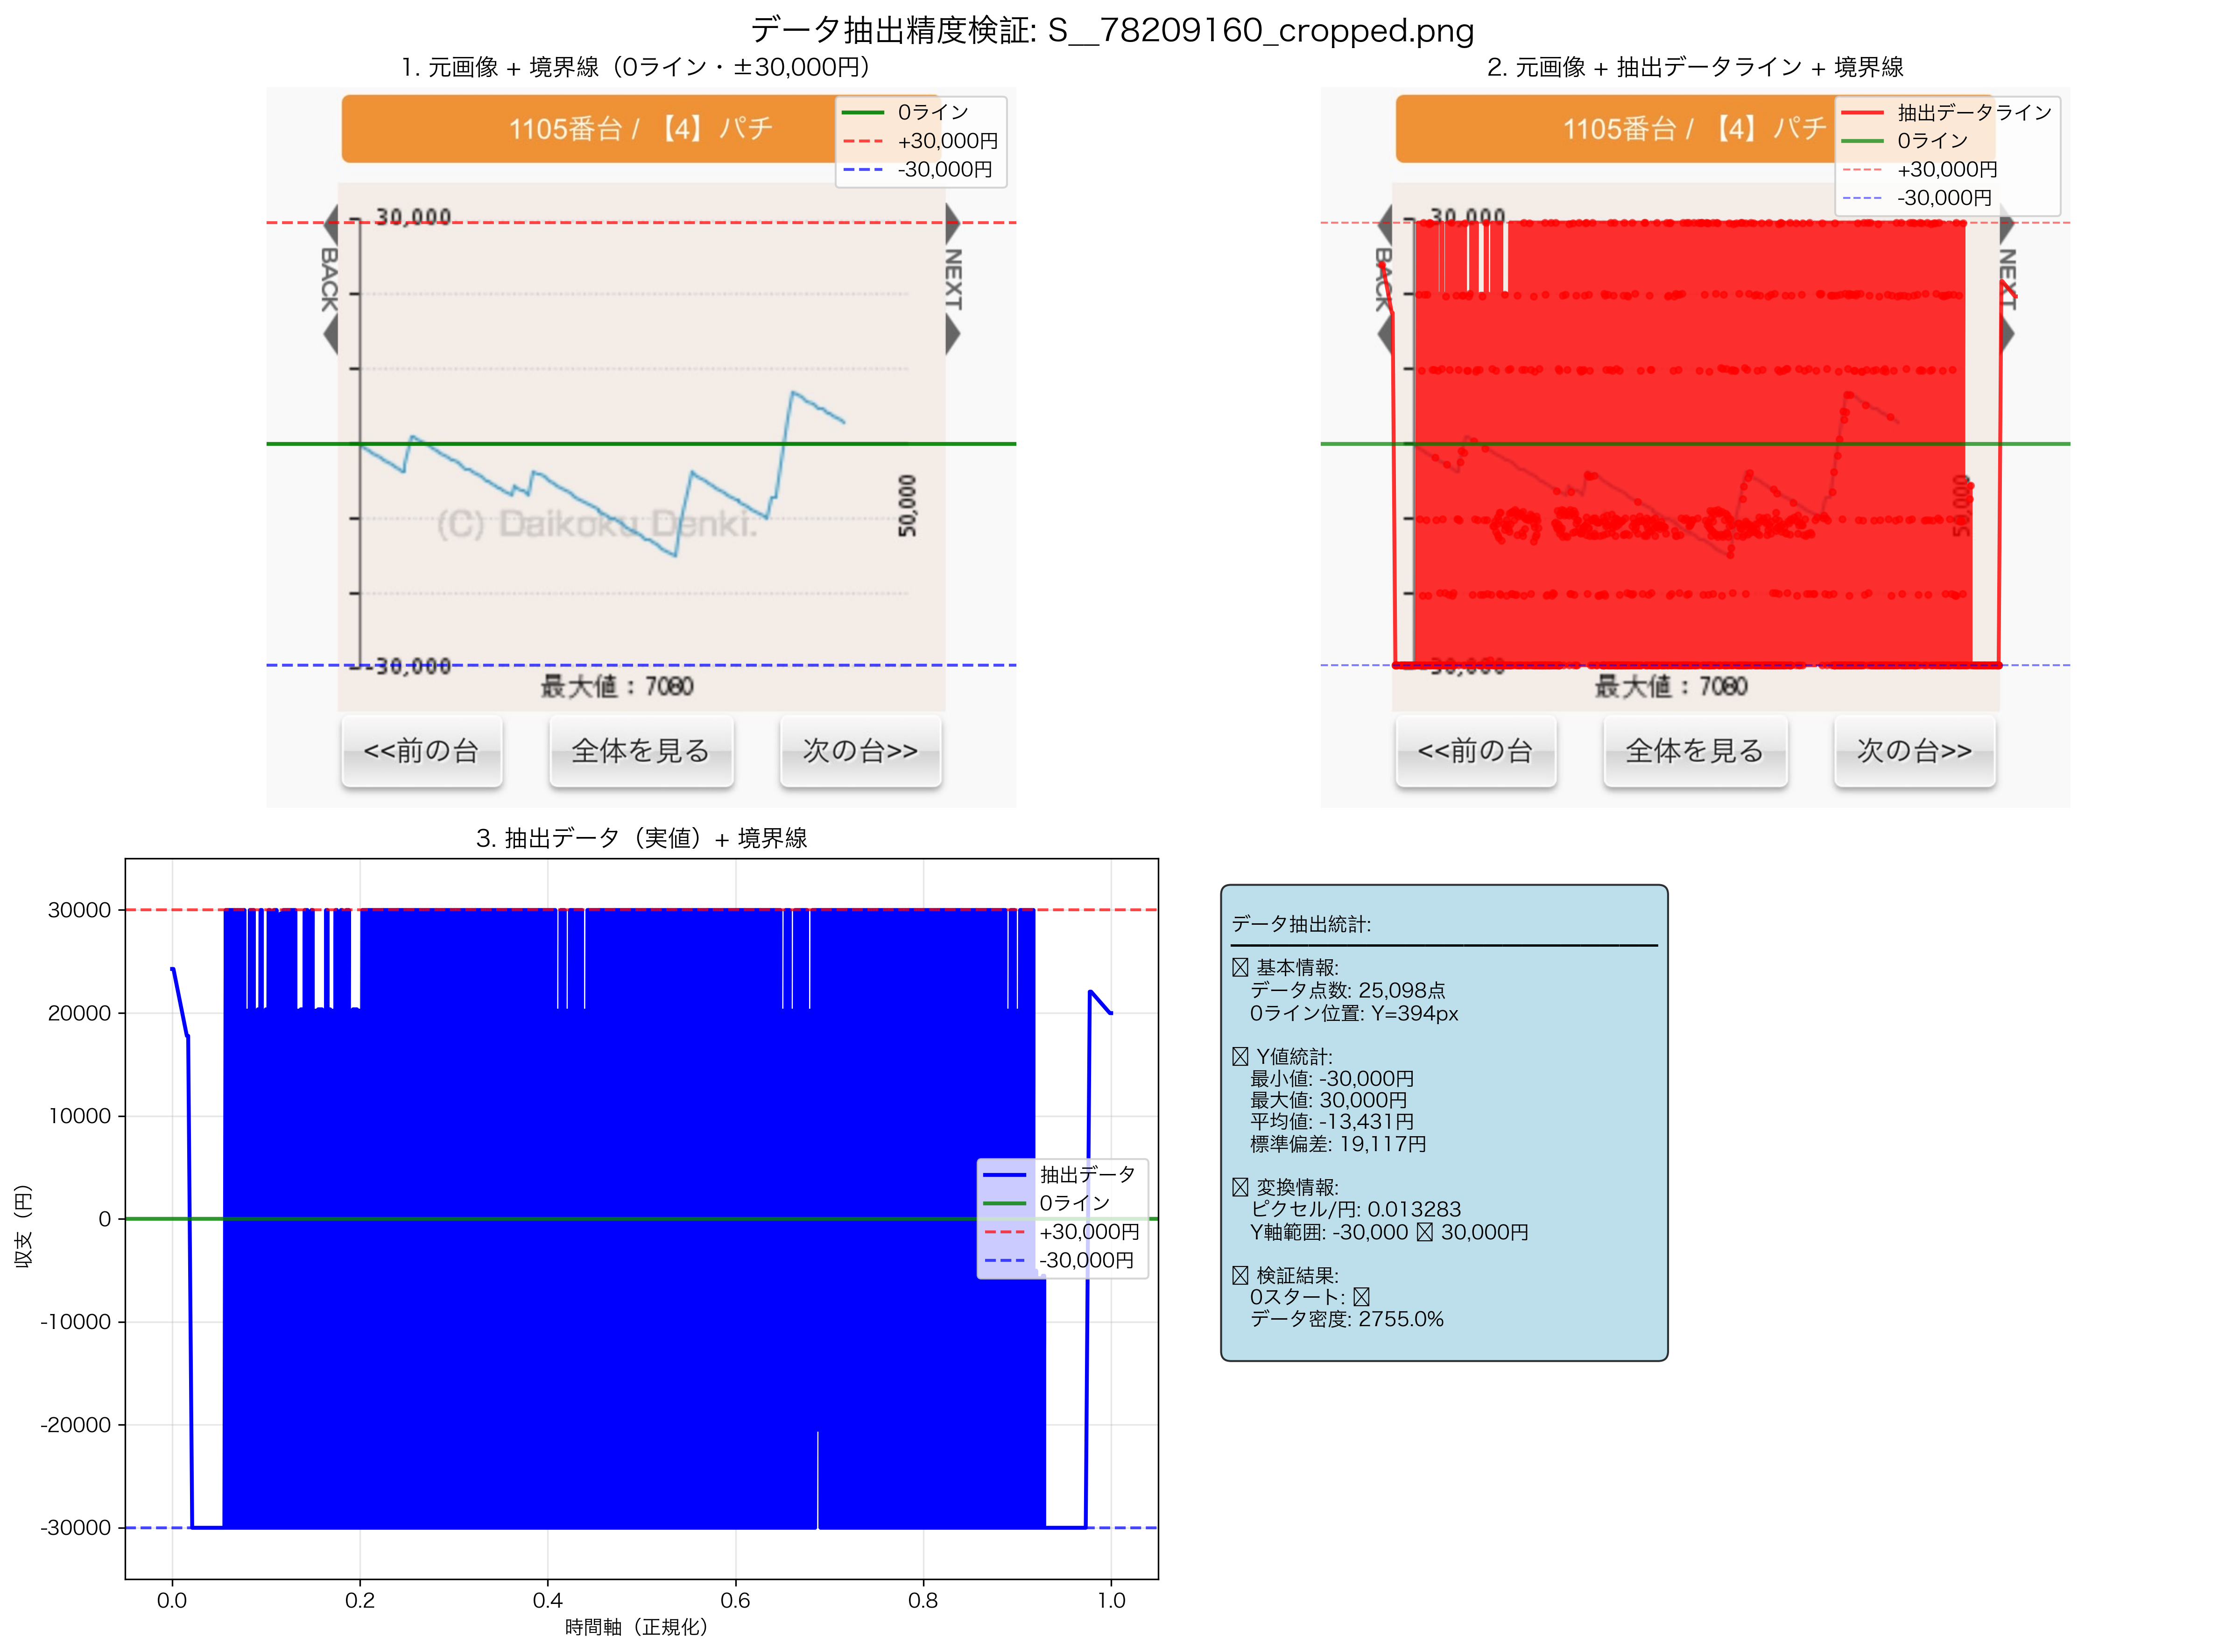 データ抽出精度検証: S__78209160_cropped.png
1. 元画像 + 境界線（0ライン・±30,000円）
1105番台 / 【4】パチ
0ライン
+30,000円
-30,000円
30,000
BACK
NEXT
50,000
(C) Daikoku Denki.
-30,000
最大値：7080
<<前の台
全体を見る
次の台>>
2. 元画像 + 抽出データライン + 境界線
1105番台 / 【4】パチ
抽出データライン
0ライン
+30,000円
-30,000円
30,000
BACK
NEXT
50,000
-30,000
最大値：7080
<<前の台
全体を見る
次の台>>
3. 抽出データ（実値）+ 境界線
30000
20000
10000
0
-10000
-20000
-30000
収支（円）
0.0
0.2
0.4
0.6
0.8
1.0
時間軸（正規化）
抽出データ
0ライン
+30,000円
-30,000円
データ抽出統計:
基本情報:
データ点数: 25,098点
0ライン位置: Y=394px
Y値統計:
最小値: -30,000円
最大値: 30,000円
平均値: -13,431円
標準偏差: 19,117円
変換情報:
ピクセル/円: 0.013283
Y軸範囲: -30,000 30,000円
検証結果:
0スタート:
データ密度: 2755.0%